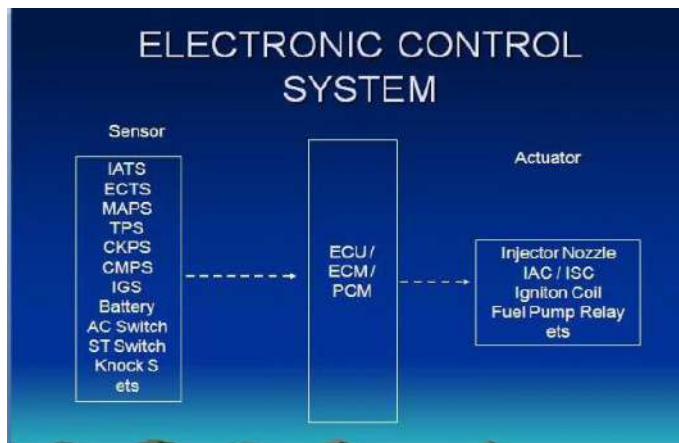 ELECTRONIC CONTROL
SYSTEM
Sensor
IATS
ECTS
MAPS
TPS
CKPS
CMPS
IGS
Battery
AC Switch
ST Switch
Knock S
ets
ECU /
ECM /
PCM
Actuator
Injector Nozzle
IAC / ISC
Igniton Coil
Fuel Pump Relay
ets